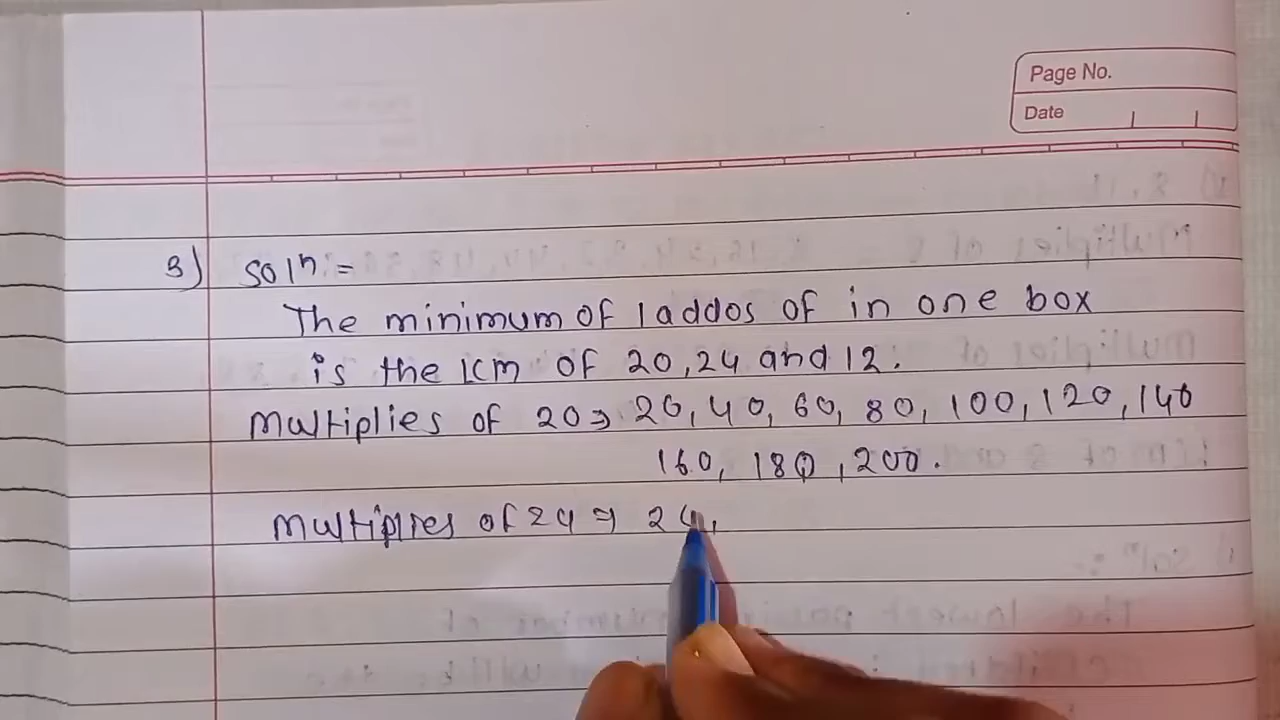 Page No.
Date
3) Soln =
The minimum of laddos of in one box
is the lcm of 20, 24 and 12.
Multiplies of 20 ⇒ 20, 40, 60, 80, 100, 120, 140
160, 180, 200.
Multiplies of 24 ⇒ 24,